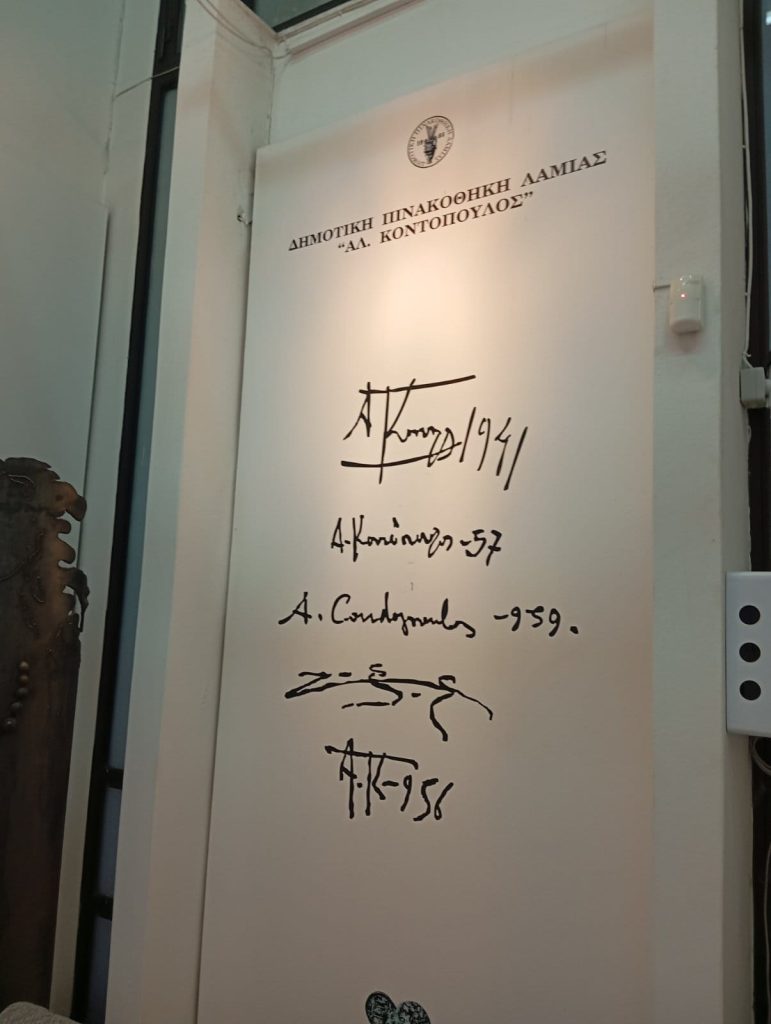 ΔΗΜΟΤΙΚΗ ΠΙΝΑΚΟΘΗΚΗ ΛΑΜΙΑΣ
“ΑΛ. ΚΟΝΤΟΠΟΥΛΟΣ”
1941
-57
A. Condopoulos -959.
A.K-956